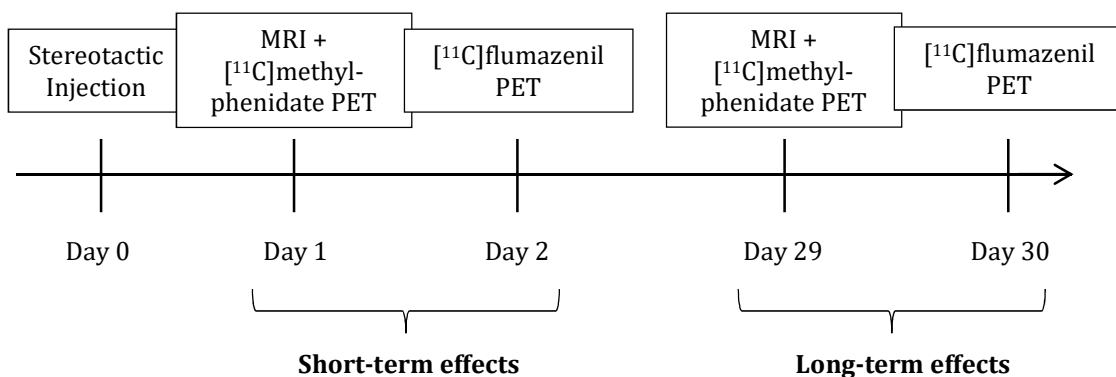 Stereotactic
Injection
MRI +
[¹¹C]methyl-
phenidate PET
[¹¹C]flumazenil
PET
MRI +
[¹¹C]methyl-
phenidate PET
[¹¹C]flumazenil
PET
Day 0
Day 1
Day 2
Day 29
Day 30
Short-term effects
Long-term effects